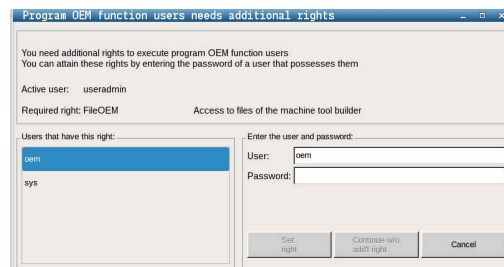 Program OEM function users needs additional rights
You need additional rights to execute program OEM function users
You can attain these rights by entering the password of a user that possesses them
Active user: useradmin
Required right: FileOEM Access to files of the machine tool builder
Users that have this right:
oem
sys
Enter the user and password:
User: oem
Password:
Set right
Continue w/o add'l right
Cancel